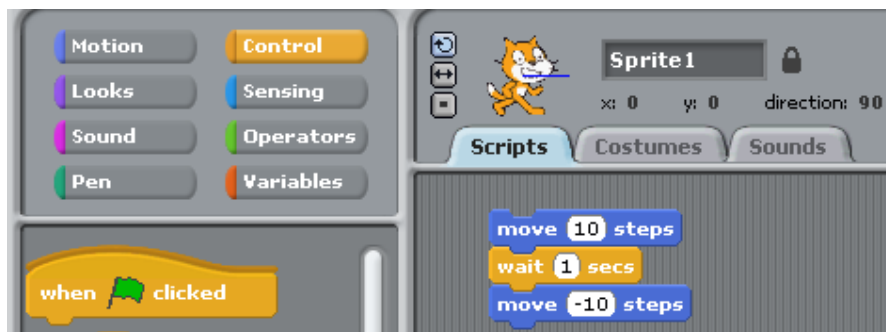 Motion Control
Looks Sensing
Sound Operators
Pen Variables
when clicked
Sprite1
x: 0 y: 0 direction: 90
Scripts Costumes Sounds
move 10 steps
wait 1 secs
move -10 steps